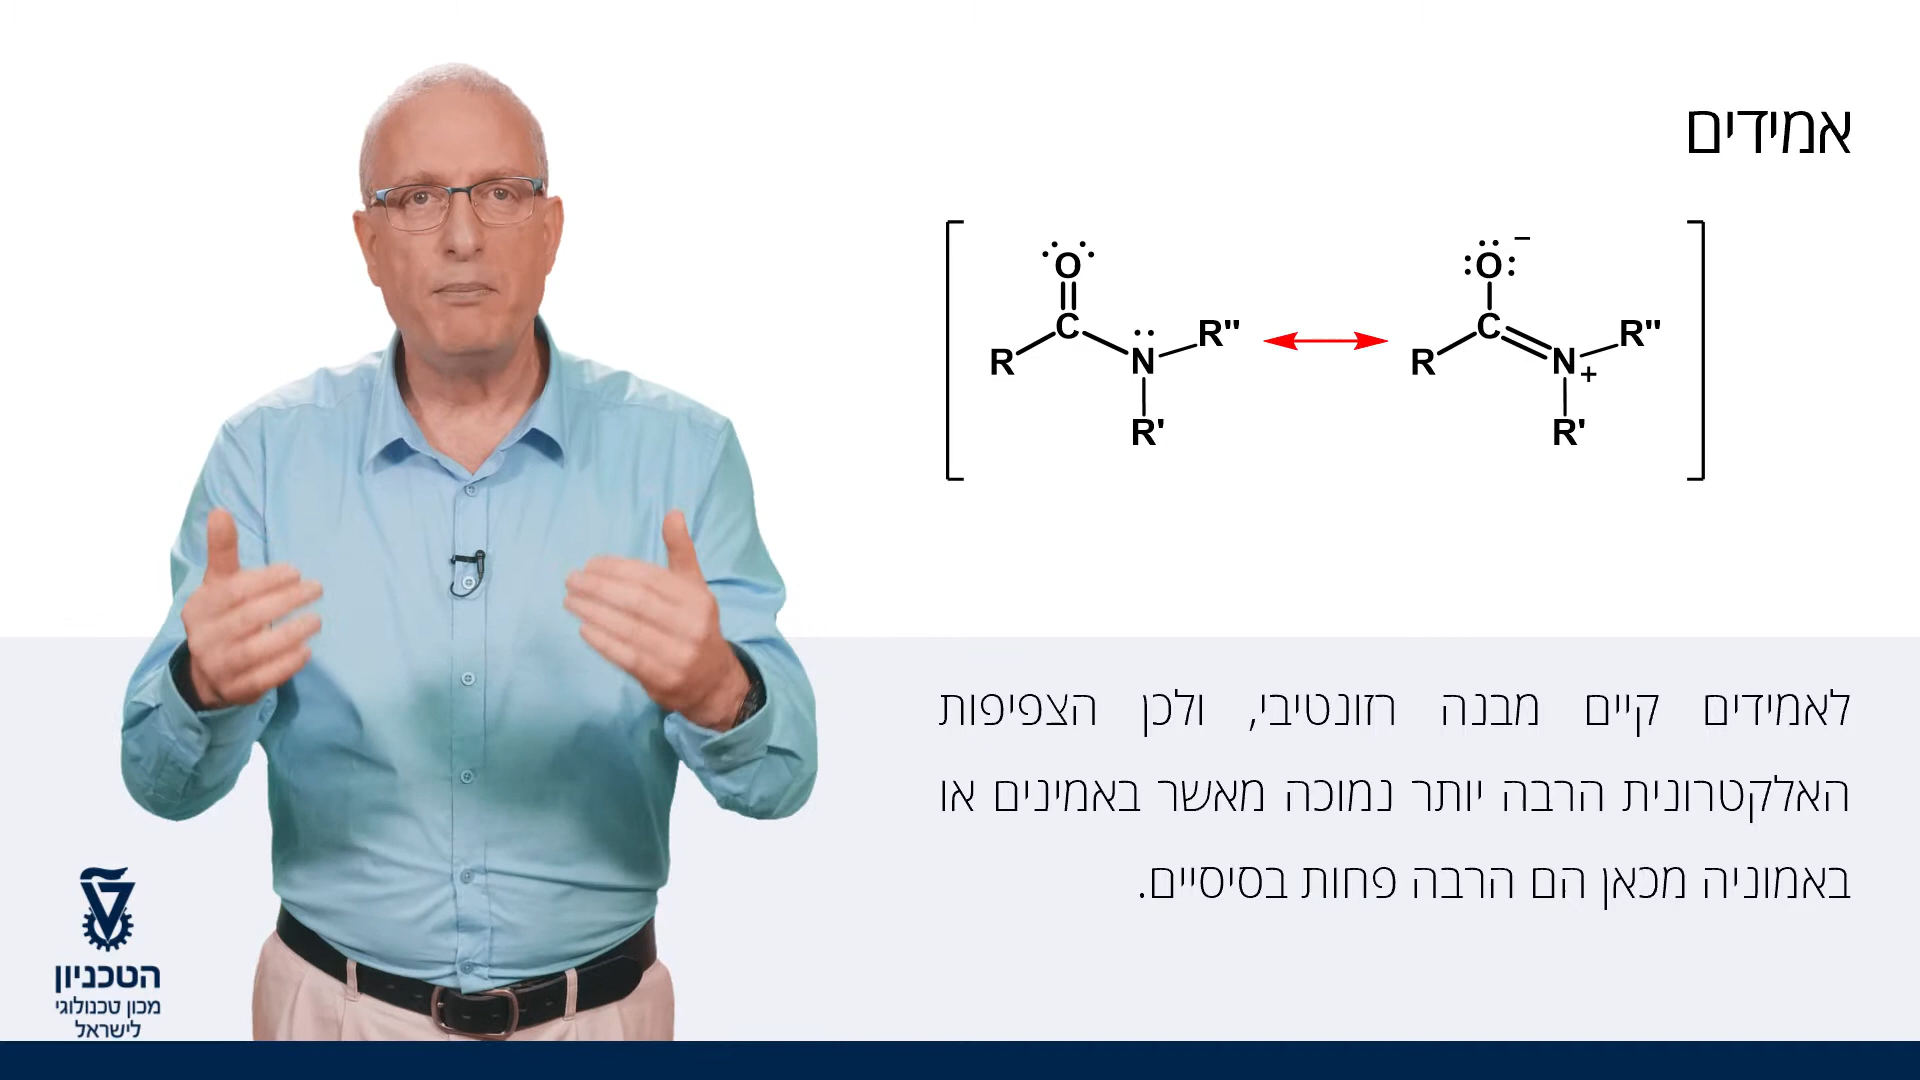 אמידים
O
C
R
N
R"
R'
O −
C
R
N +
R"
R'
לאמידים קיים מבנה רזונטיבי, ולכן הצפיפות
האלקטרונית הרבה יותר נמוכה מאשר באמינים או
באמוניה מכאן הם הרבה פחות בסיסיים.
הטכניון
מכון טכנולוגי
לישראל